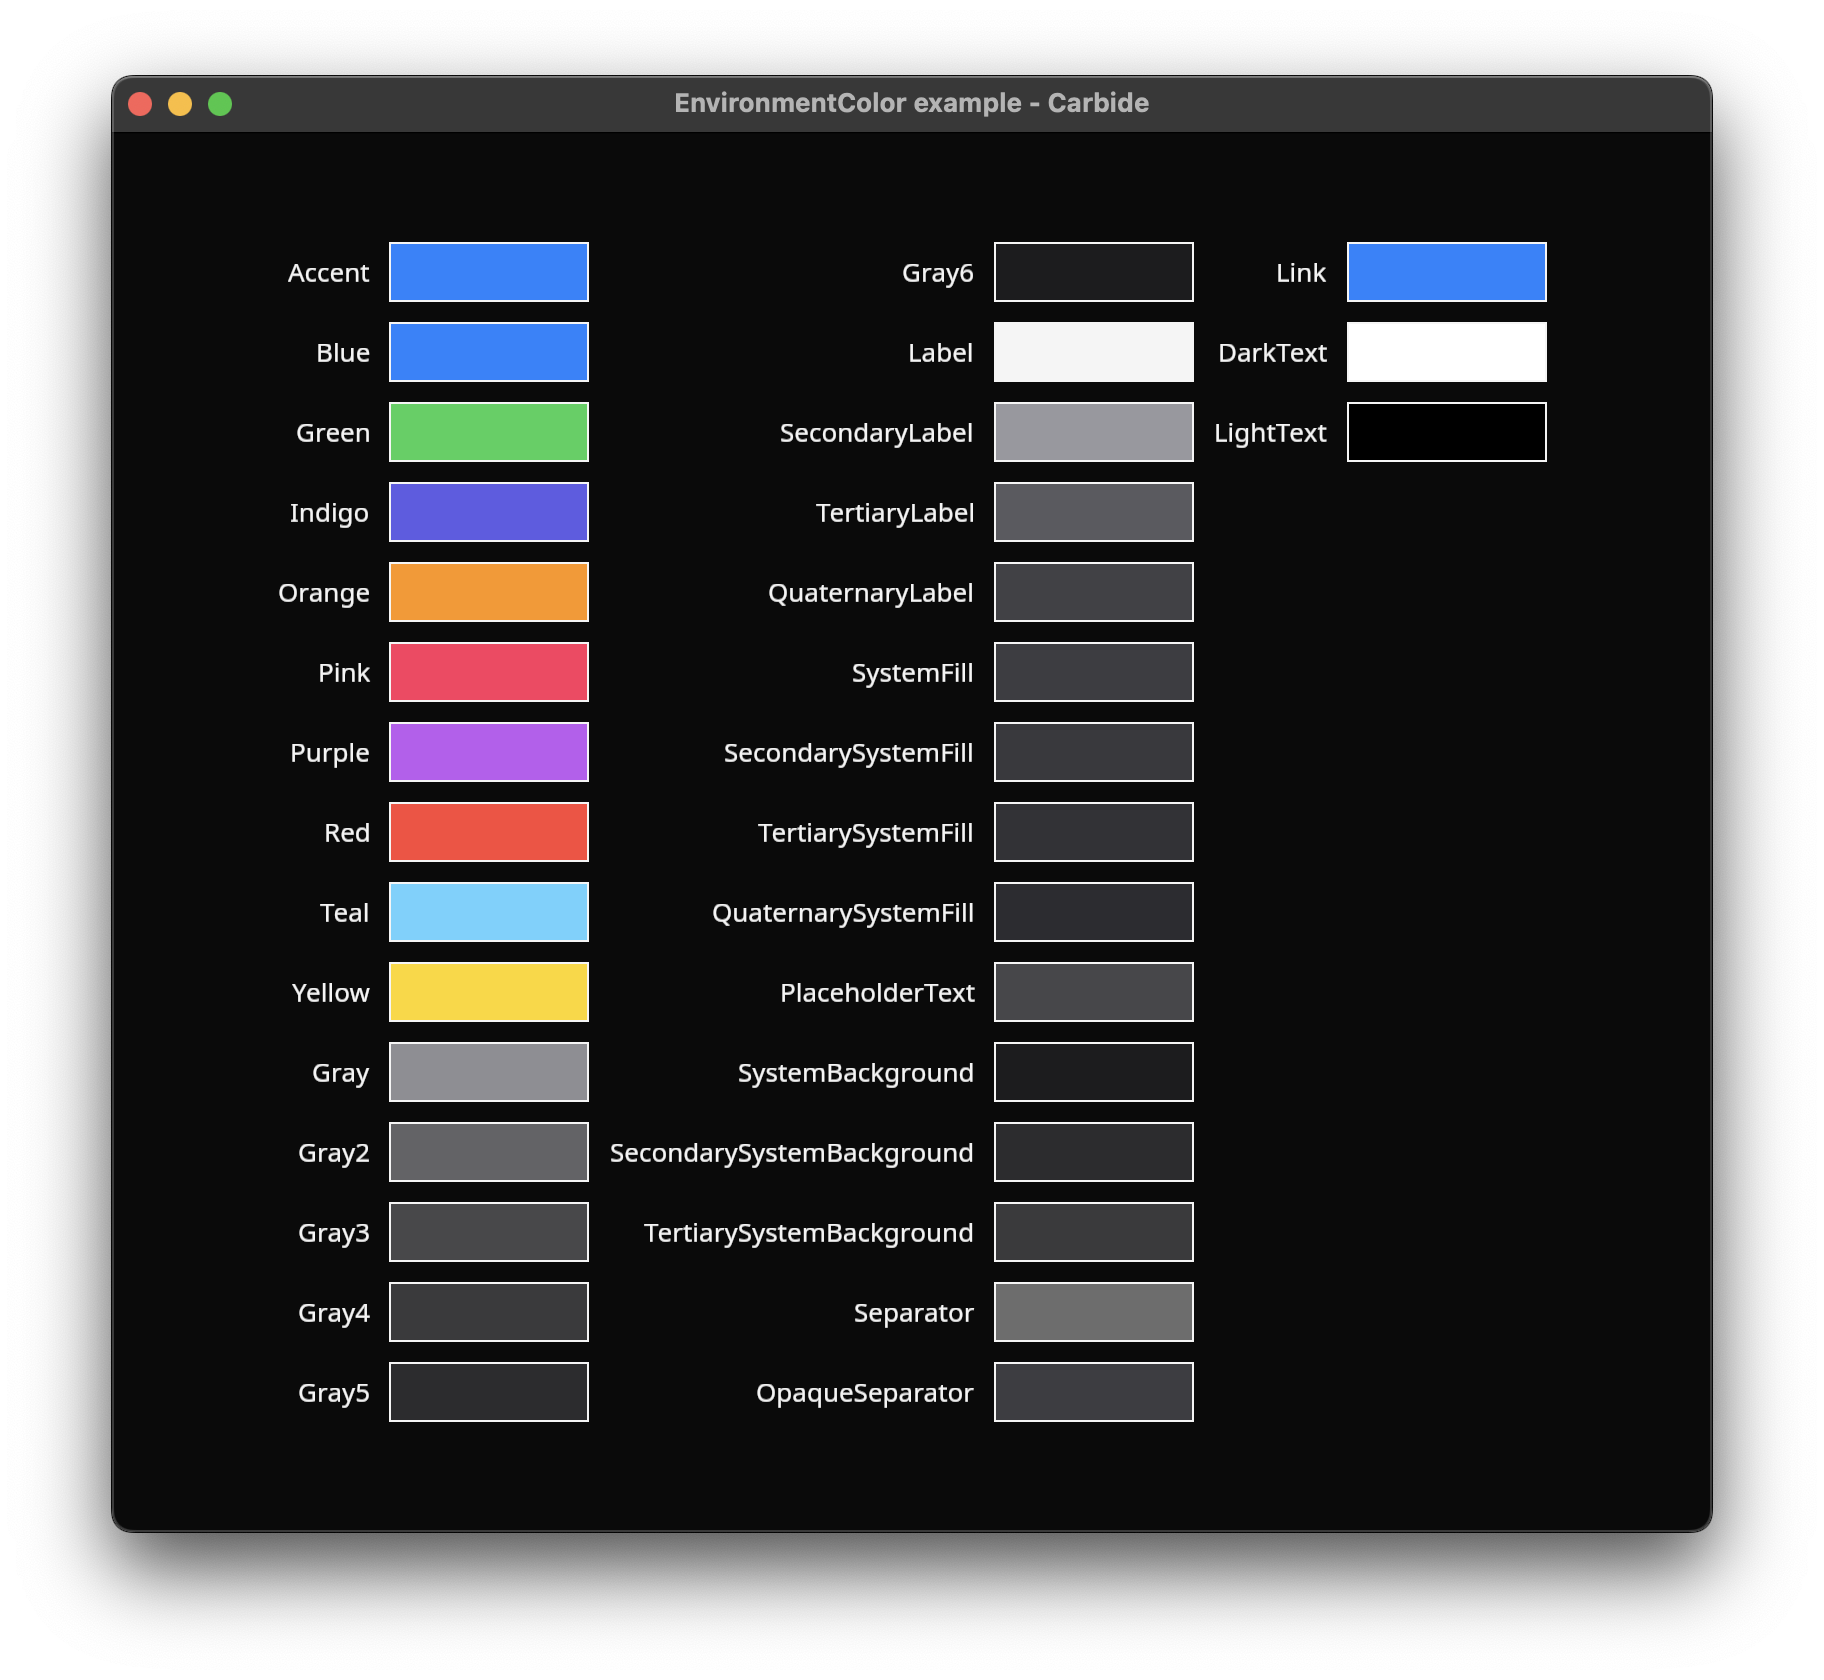 EnvironmentColor example - Carbide
Accent
Blue
Green
Indigo
Orange
Pink
Purple
Red
Teal
Yellow
Gray
Gray2
Gray3
Gray4
Gray5
Gray6
Label
SecondaryLabel
TertiaryLabel
QuaternaryLabel
SystemFill
SecondarySystemFill
TertiarySystemFill
QuaternarySystemFill
PlaceholderText
SystemBackground
SecondarySystemBackground
TertiarySystemBackground
Separator
OpaqueSeparator
Link
DarkText
LightText